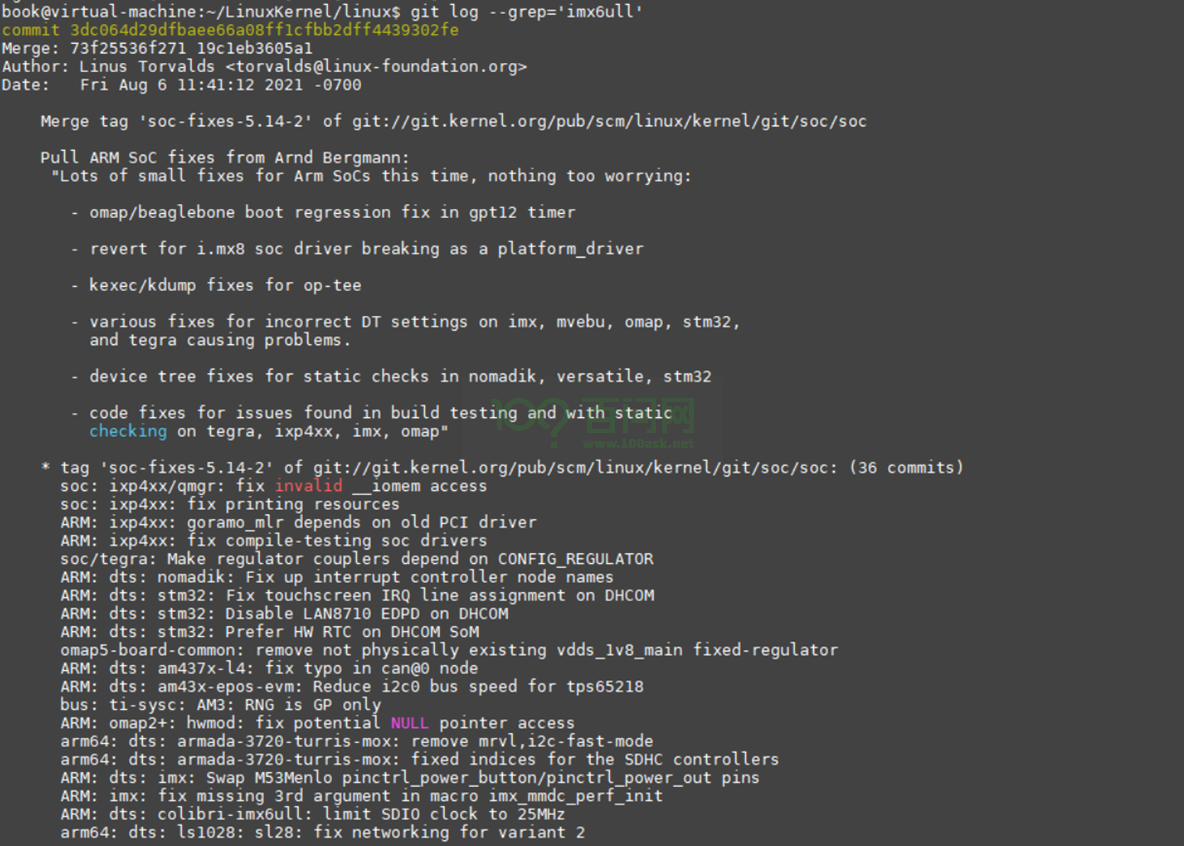 book@virtual-machine:~/LinuxKernel/linux$ git log --grep='imx6ull'
commit 3dc064d29dfbaee66a08ff1cfbb2dff4439302fe
Merge: 73f25536f271 19c1eb3605a1
Author: Linus Torvalds <torvalds@linux-foundation.org>
Date:   Fri Aug 6 11:41:12 2021 -0700
Merge tag 'soc-fixes-5.14-2' of git://git.kernel.org/pub/scm/linux/kernel/git/soc/soc
Pull ARM SoC fixes from Arnd Bergmann:
"Lots of small fixes for Arm SoCs this time, nothing too worrying:
- omap/beaglebone boot regression fix in gpt12 timer
- revert for i.mx8 soc driver breaking as a platform_driver
- kexec/kdump fixes for op-tee
- various fixes for incorrect DT settings on imx, mvebu, omap, stm32,
and tegra causing problems.
- device tree fixes for static checks in nomadik, versatile, stm32
- code fixes for issues found in build testing and with static
checking on tegra, ixp4xx, imx, omap"
100? 百问网
www.100ask.net
* tag 'soc-fixes-5.14-2' of git://git.kernel.org/pub/scm/linux/kernel/git/soc/soc: (36 commits)
soc: ixp4xx/qmgr: fix invalid __iomem access
soc: ixp4xx: fix printing resources
ARM: ixp4xx: goramo_mlr depends on old PCI driver
ARM: ixp4xx: fix compile-testing soc drivers
soc/tegra: Make regulator couplers depend on CONFIG_REGULATOR
ARM: dts: nomadik: Fix up interrupt controller node names
ARM: dts: stm32: Fix touchscreen IRQ line assignment on DHCOM
ARM: dts: stm32: Disable LAN8710 EDPD on DHCOM
ARM: dts: stm32: Prefer HW RTC on DHCOM SoM
omap5-board-common: remove not physically existing vdds_1v8_main fixed-regulator
ARM: dts: am437x-l4: fix typo in can@0 node
ARM: dts: am43x-epos-evm: Reduce i2c0 bus speed for tps65218
bus: ti-sysc: AM3: RNG is GP only
ARM: omap2+: hwmod: fix potential NULL pointer access
arm64: dts: armada-3720-turris-mox: remove mrvl,i2c-fast-mode
arm64: dts: armada-3720-turris-mox: fixed indices for the SDHC controllers
ARM: dts: imx: Swap M53Menlo pinctrl_power_button/pinctrl_power_out pins
ARM: imx: fix missing 3rd argument in macro imx_mmdc_perf_init
ARM: dts: colibri-imx6ull: limit SDIO clock to 25MHz
arm64: dts: ls1028: sl28: fix networking for variant 2